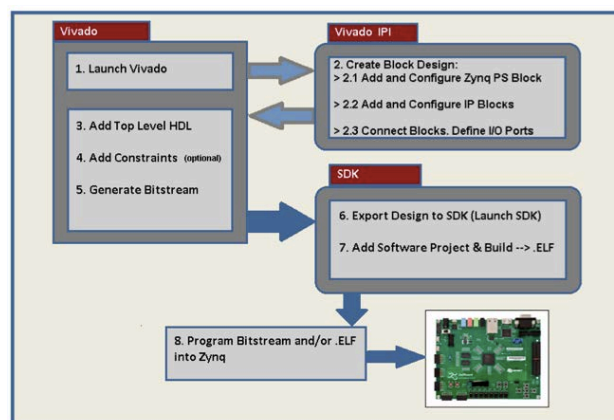 Vivado
1. Launch Vivado
Vivado IPI
2. Create Block Design:
> 2.1 Add and Configure Zynq PS Block
> 2.2 Add and Configure IP Blocks
> 2.3 Connect Blocks. Define I/O Ports
3. Add Top Level HDL
4. Add Constraints (optional)
5. Generate Bitstream
SDK
6. Export Design to SDK (Launch SDK)
7. Add Software Project & Build --> .ELF
8. Program Bitstream and/or .ELF
into Zynq